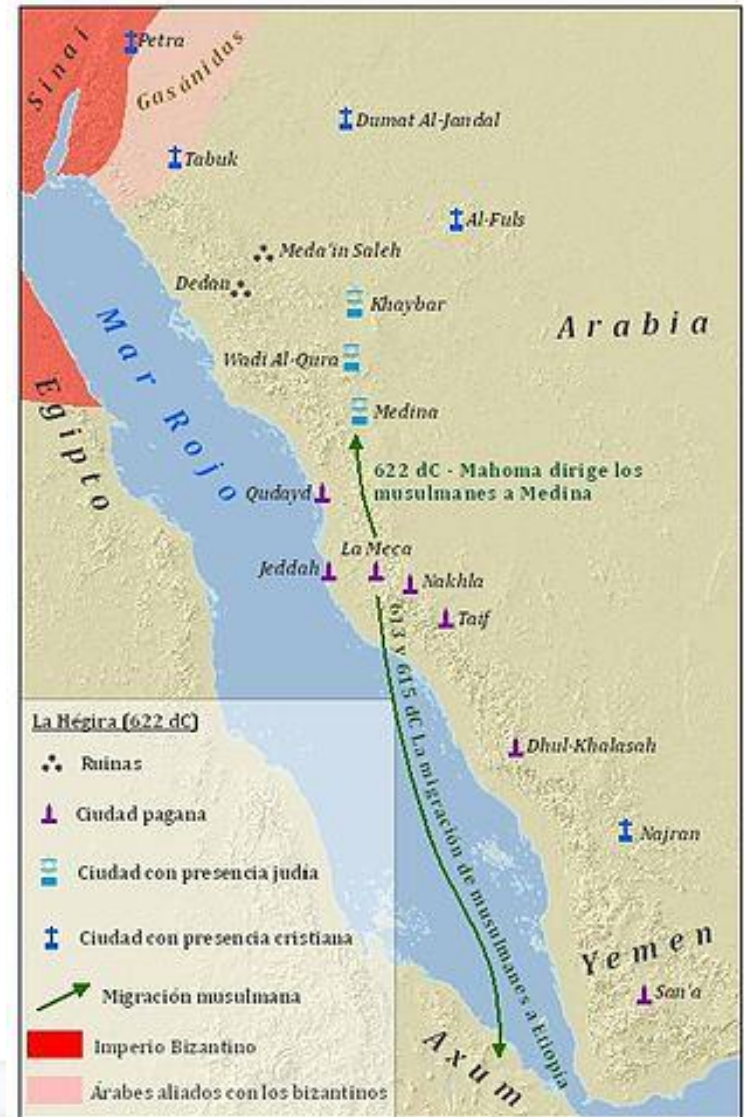 Petra
Sinai
Gasánidas
Dumat Al-Jandal
Tabuk
Al-Fuls
Meda'in Saleh
Dedan
Khaybar
Arabia
Mar Rojo
Wadi Al-Qura
Egipto
Medina
622 dC - Mahoma dirige los
musulmanes a Medina
Qudayd
La Meca
Jeddah
Nakhla
Taif
613 y 615 dC La migración de musulmanes a Etiopía
Dhul-Khalasah
Najran
Yemen
San'a
Axum
La Hégira (622 dC)
Ruinas
Ciudad pagana
Ciudad con presencia judía
Ciudad con presencia cristiana
Migración musulmana
Imperio Bizantino
Árabes aliados con los bizantinos